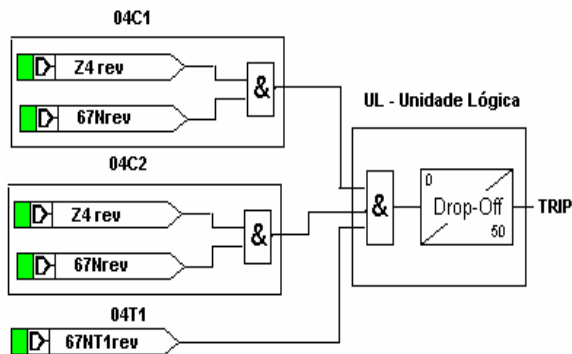 04C1
Z4 rev
67Nrev
&
UL - Unidade Lógica
04C2
Z4 rev
67Nrev
&
&
0
Drop-Off
50
TRIP
04T1
67NT1rev